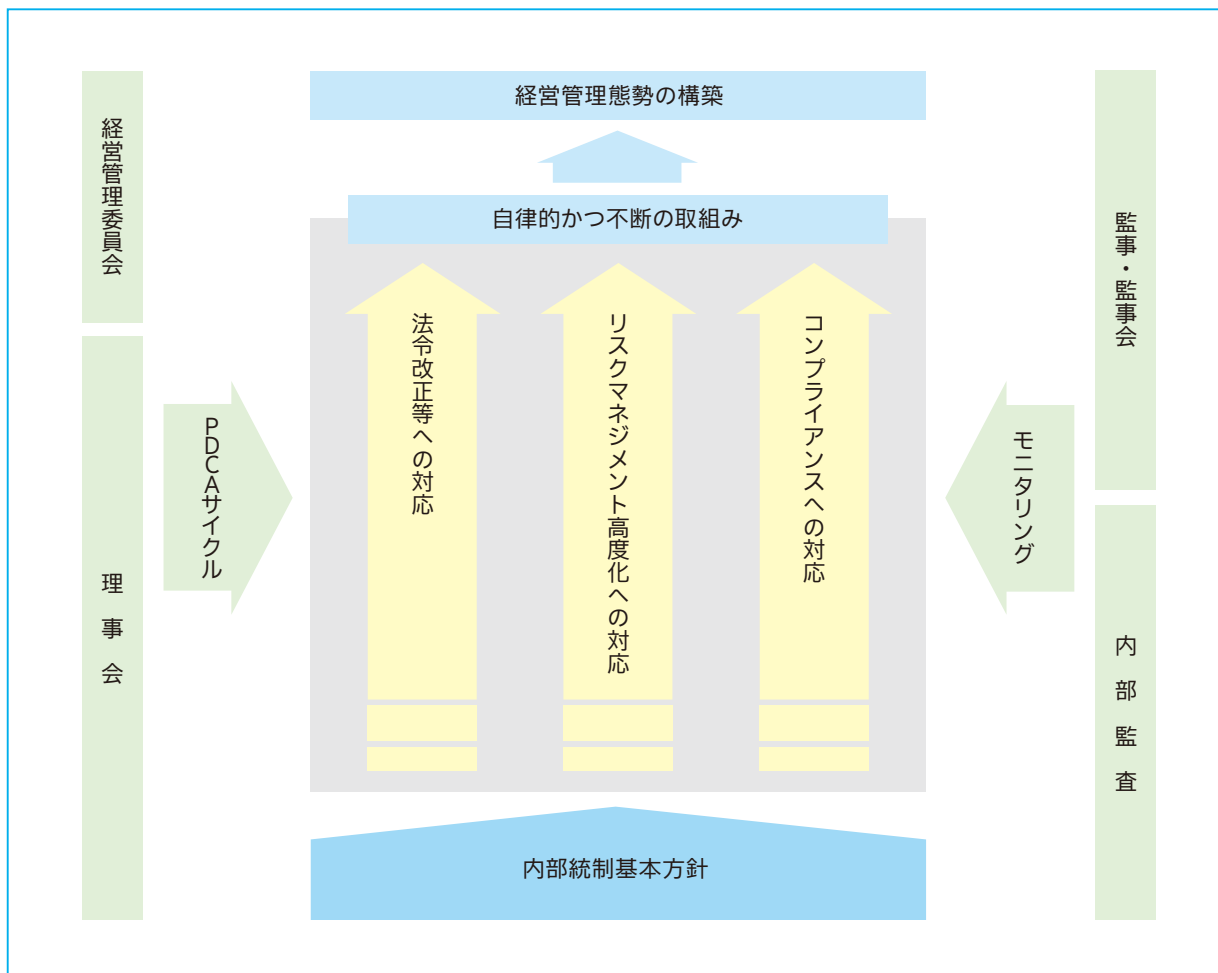 経営管理態勢の構築
自律的かつ不断の取組み
経営管理委員会
理事会
PDCAサイクル
法令改正等への対応
リスクマネジメント高度化への対応
コンプライアンスへの対応
モニタリング
監事・監事会
内部監査
内部統制基本方針